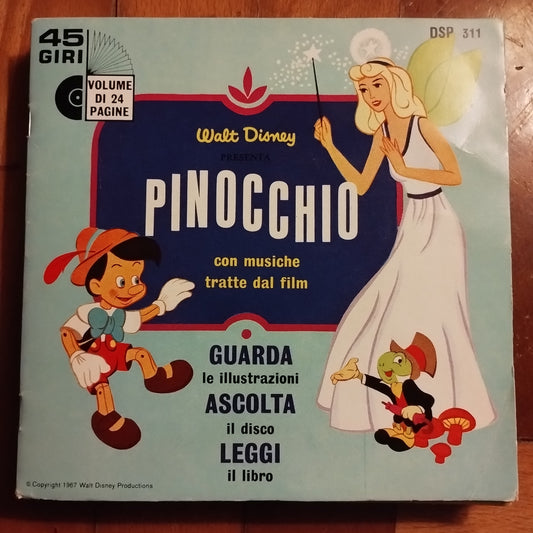 45
GIRI
VOLUME
DI 24
PAGINE
DSP 311
Walt Disney
PRESENTA
PINOCCHIO
con musiche
tratte dal film
GUARDA
le illustrazioni
ASCOLTA
il disco
LEGGI
il libro
© Copyright 1967 Walt Disney Productions